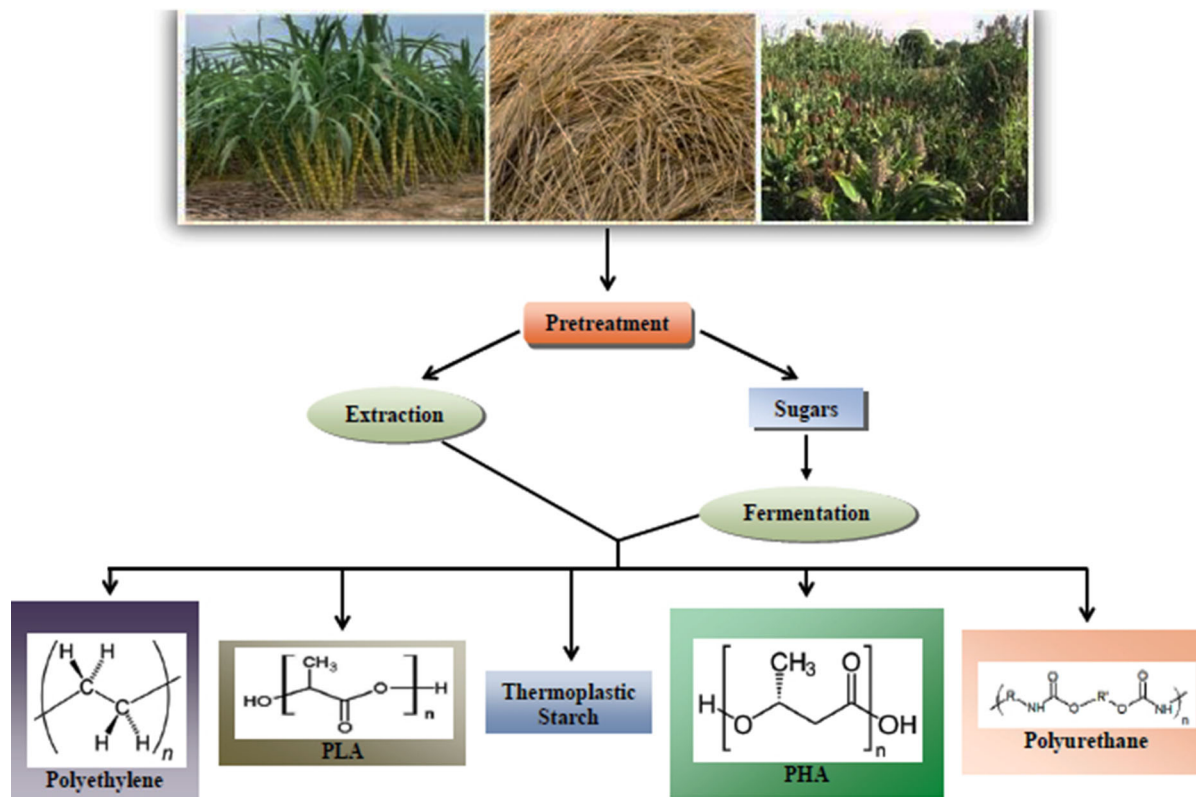 Pretreatment
Extraction
Sugars
Fermentation
H H
C
C
H H
n
Polyethylene
CH₃
HO
O
H
O
n
PLA
Thermoplastic
Starch
CH₃ O
H
O
OH
n
PHA
O O
R NH O R' O NH
n
Polyurethane